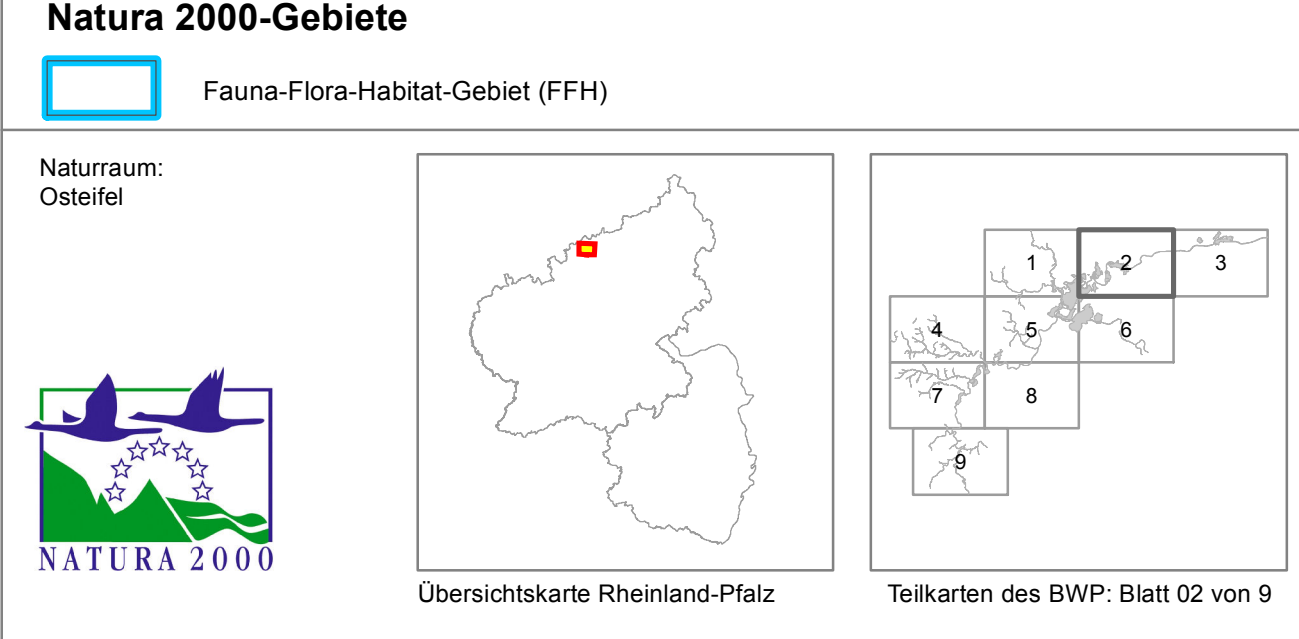 Natura 2000-Gebiete
Fauna-Flora-Habitat-Gebiet (FFH)
Naturraum:
Osteifel
NATURA 2000
Übersichtskarte Rheinland-Pfalz
1
2
3
4
5
6
7
8
9
Teilkarten des BWP: Blatt 02 von 9